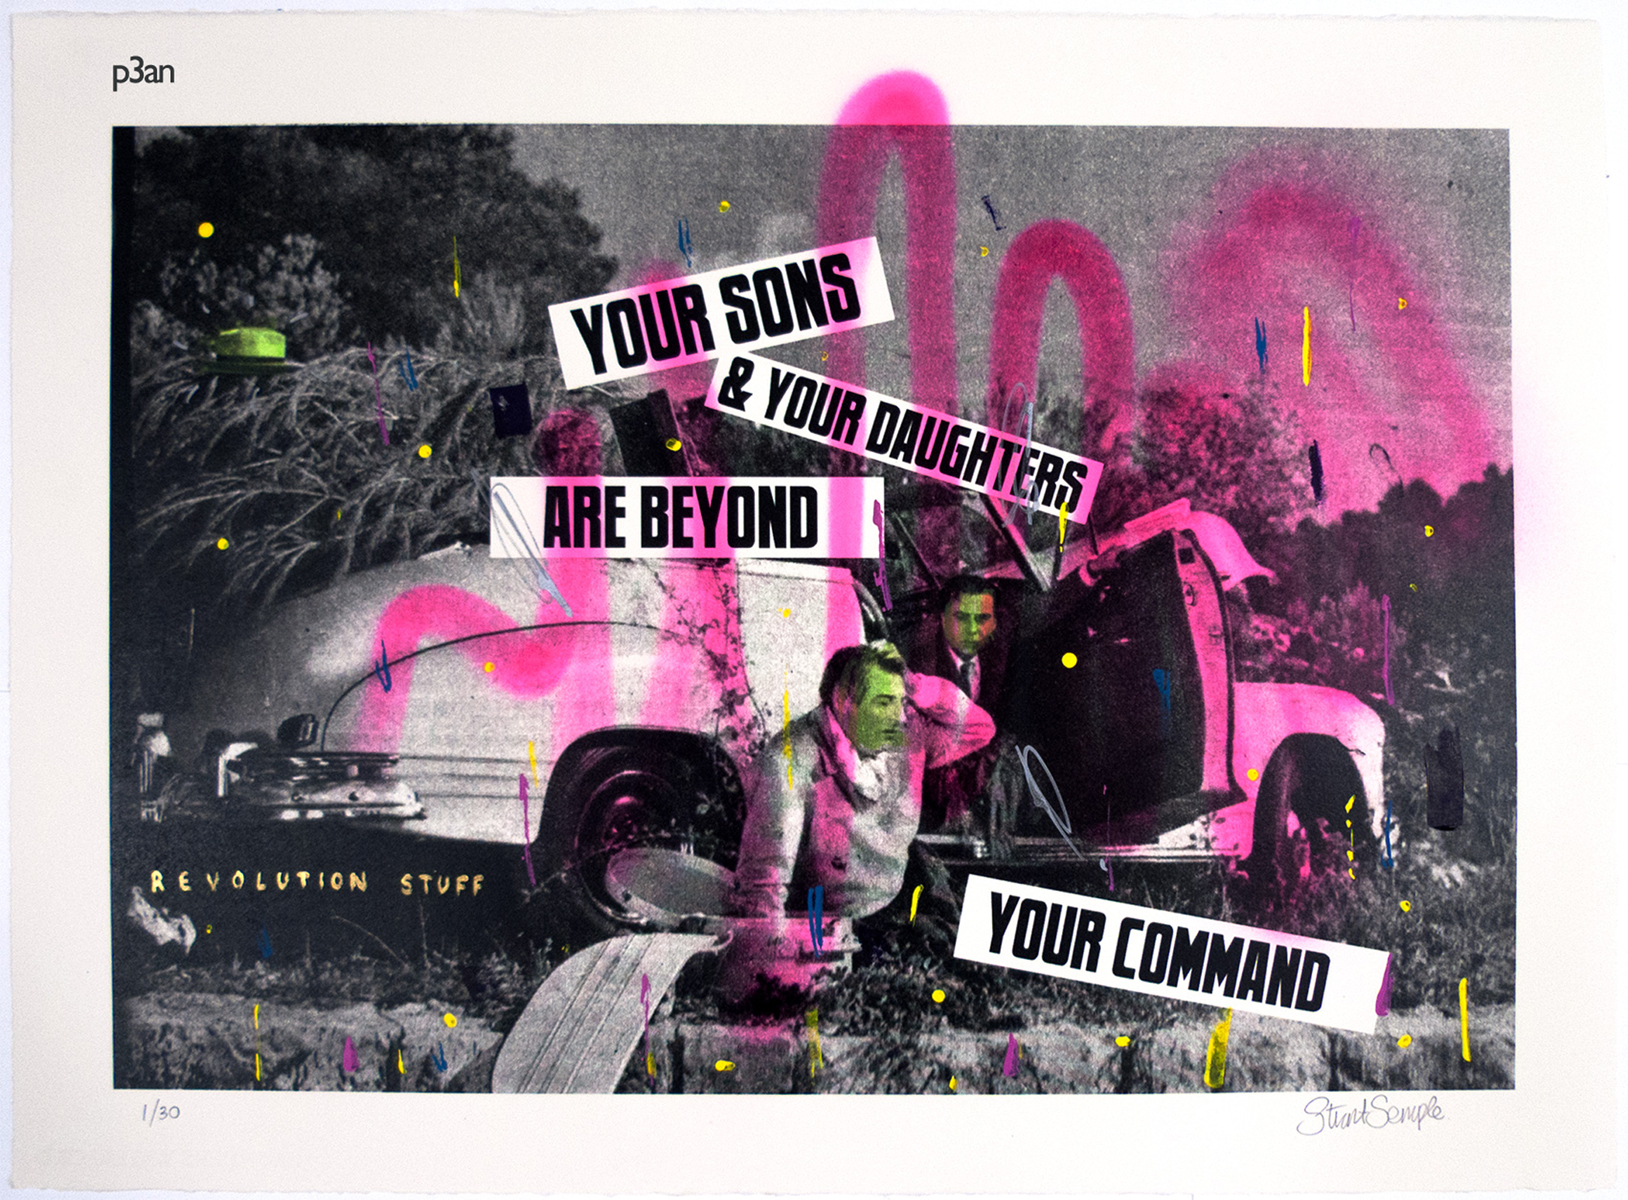 p3an
YOUR SONS
& YOUR DAUGHTERS
ARE BEYOND
REVOLUTION STUFF
YOUR COMMAND
1/30
Stuart Semple